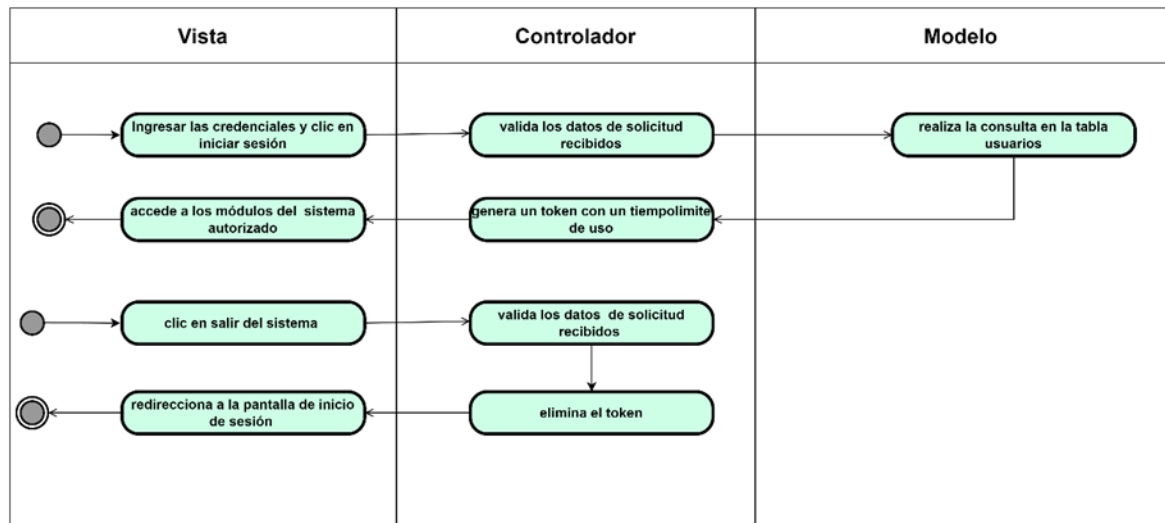 Vista
Controlador
Modelo
Ingresar las credenciales y clic en
iniciar sesión
valida los datos de solicitud
recibidos
realiza la consulta en la tabla
usuarios
accede a los módulos del sistema
autorizado
genera un token con un tiempolimite
de uso
clic en salir del sistema
valida los datos de solicitud
recibidos
redirecciona a la pantalla de inicio
de sesión
elimina el token